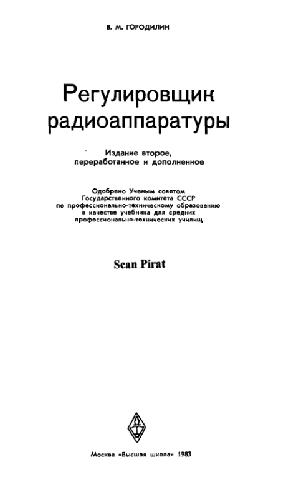 В. М. ГОРОДИЛИН
Регулировщик
радиоаппаратуры
Издание второе,
переработанное и дополненное
Одобрено Ученым советом
Государственного комитета СССР
по профессионально-техническому образованию
в качестве учебника для средних
профессионально-технических училищ
Scan Pirat
Москва «Высшая школа» 1983